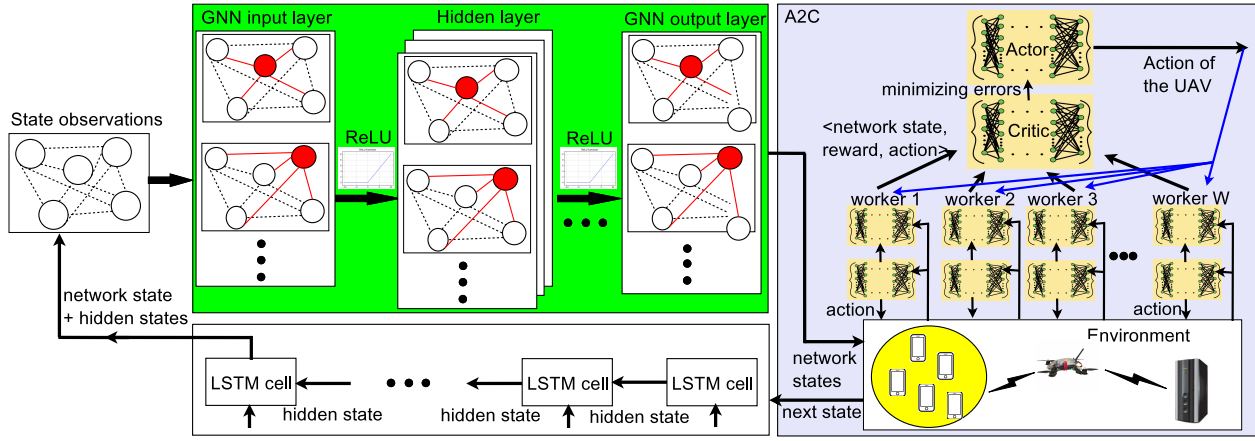 GNN input layer
Hidden layer
GNN output layer
State observations
ReLU
ReLU
network state
+ hidden states
LSTM cell
LSTM cell
LSTM cell
hidden state
hidden state
hidden state
A2C
Actor
Action of
the UAV
minimizing errors
Critic
<network state,
reward, action>
worker 1
worker 2
worker 3
worker W
action
action
Environment
network
states
next state